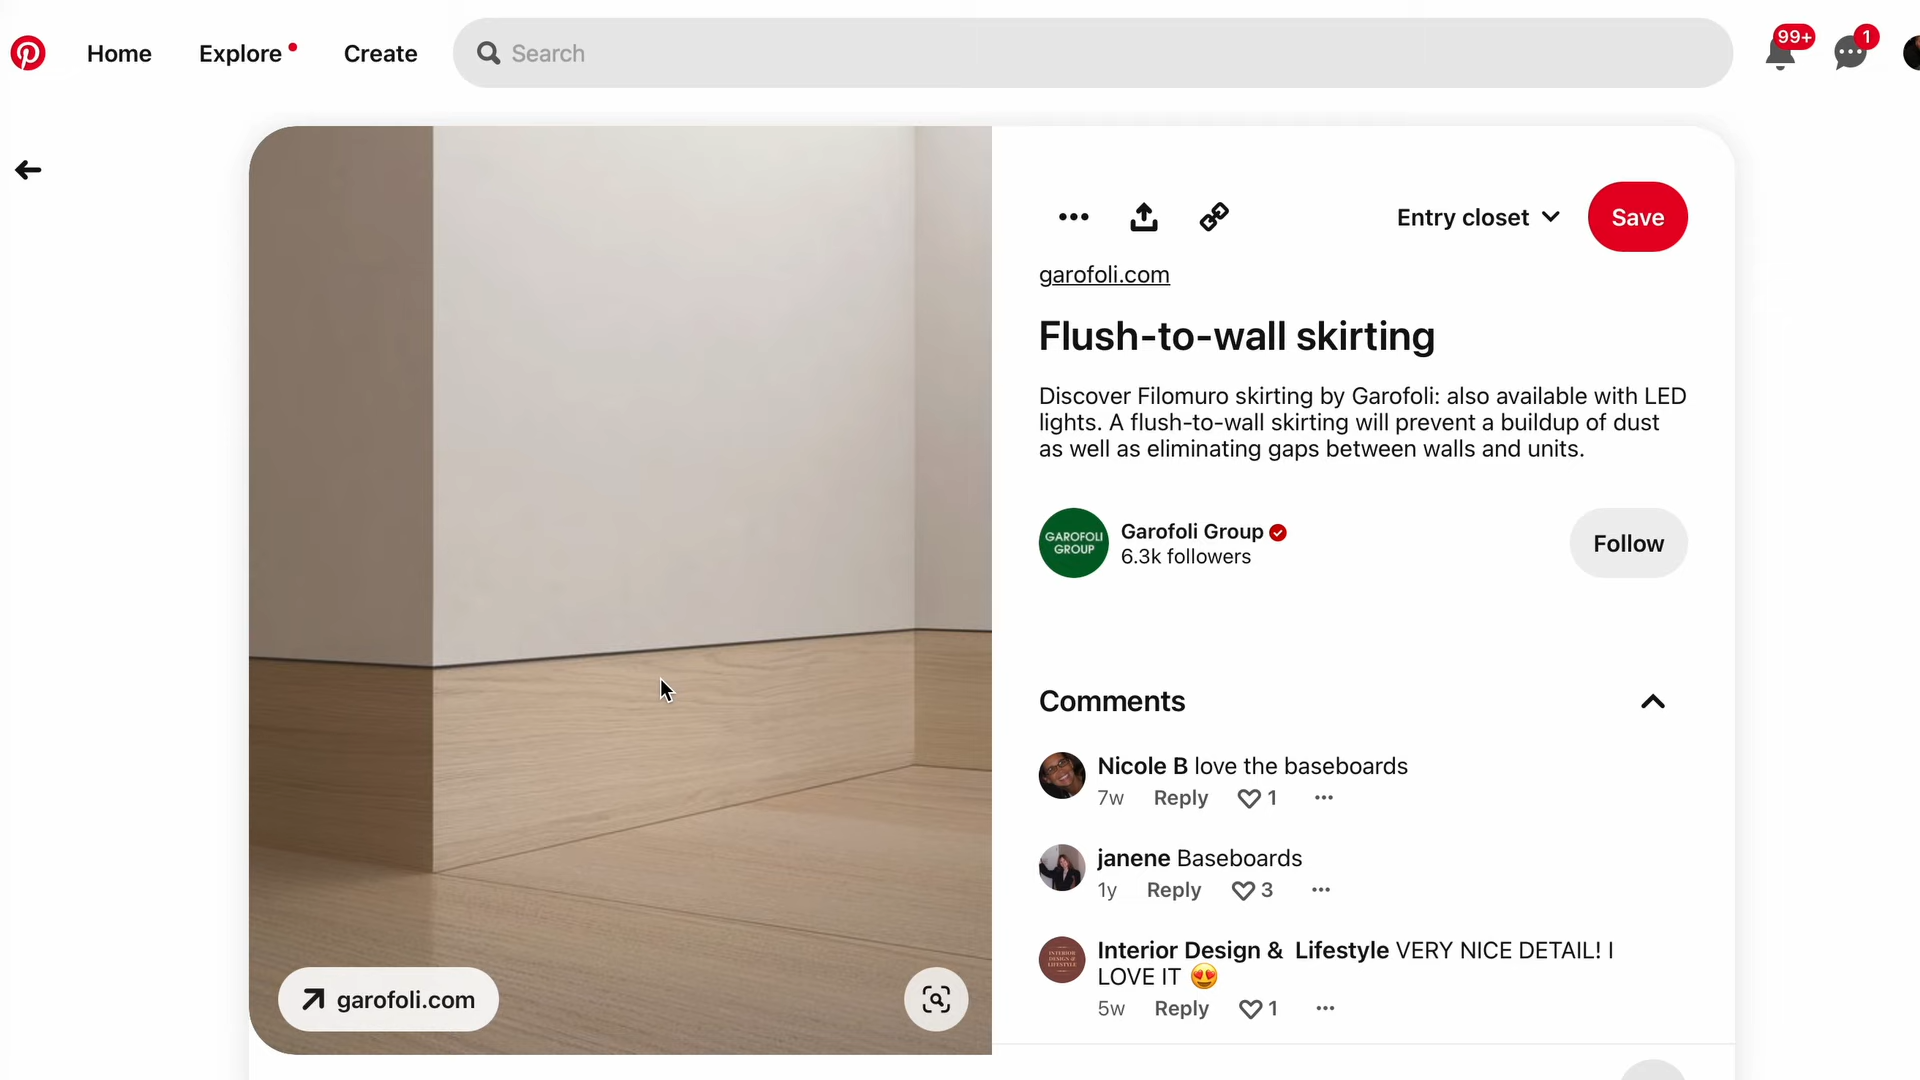 Home
Explore
Create
Search
99+
1
Entry closet
Save
garofoli.com
Flush-to-wall skirting
Discover Filomuro skirting by Garofoli: also available with LED
lights. A flush-to-wall skirting will prevent a buildup of dust
as well as eliminating gaps between walls and units.
GAROFOLI
GROUP
Garofoli Group
6.3k followers
Follow
Comments
Nicole B love the baseboards
7w Reply 1
janene Baseboards
1y Reply 3
INTERIOR
DESIGN &
LIFESTYLE
Interior Design & Lifestyle VERY NICE DETAIL! I
LOVE IT 😍
5w Reply 1
garofoli.com